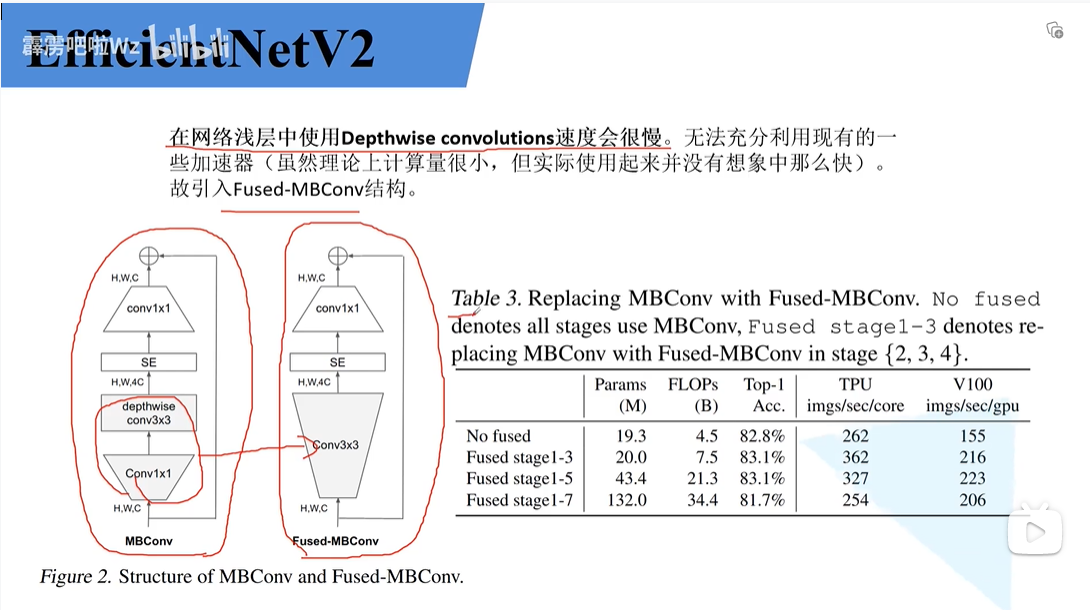 EfficientNetV2
霹雳吧啦Wz bilibili
在网络浅层中使用Depthwise convolutions速度会很慢。无法充分利用现有的一
些加速器（虽然理论上计算量很小，但实际使用起来并没有想象中那么快）。
故引入Fused-MBConv结构。
H,W,C
conv1x1
SE
H,W,4C
depthwise
conv3x3
Conv1x1
H,W,C
MBConv
H,W,C
conv1x1
SE
H,W,4C
Conv3x3
H,W,C
Fused-MBConv
Figure 2. Structure of MBConv and Fused-MBConv.
Table 3. Replacing MBConv with Fused-MBConv. No fused
denotes all stages use MBConv, Fused stage1-3 denotes re-
placing MBConv with Fused-MBConv in stage {2, 3, 4}.
Params FLOPs Top-1 TPU V100
(M) (B) Acc. imgs/sec/core imgs/sec/gpu
No fused 19.3 4.5 82.8% 262 155
Fused stage1-3 20.0 7.5 83.1% 362 216
Fused stage1-5 43.4 21.3 83.1% 327 223
Fused stage1-7 132.0 34.4 81.7% 254 206